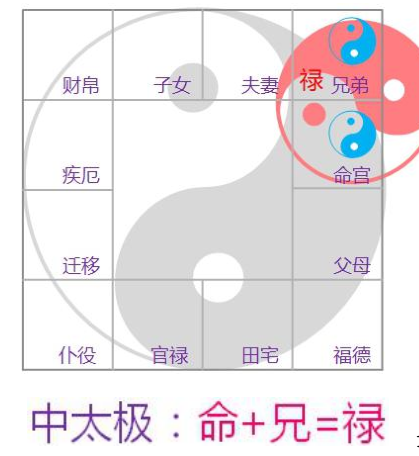 财帛 子女 夫妻 禄 兄弟
疾厄 命宫
迁移 父母
仆役 官禄 田宅 福德
中太极：命+兄=禄